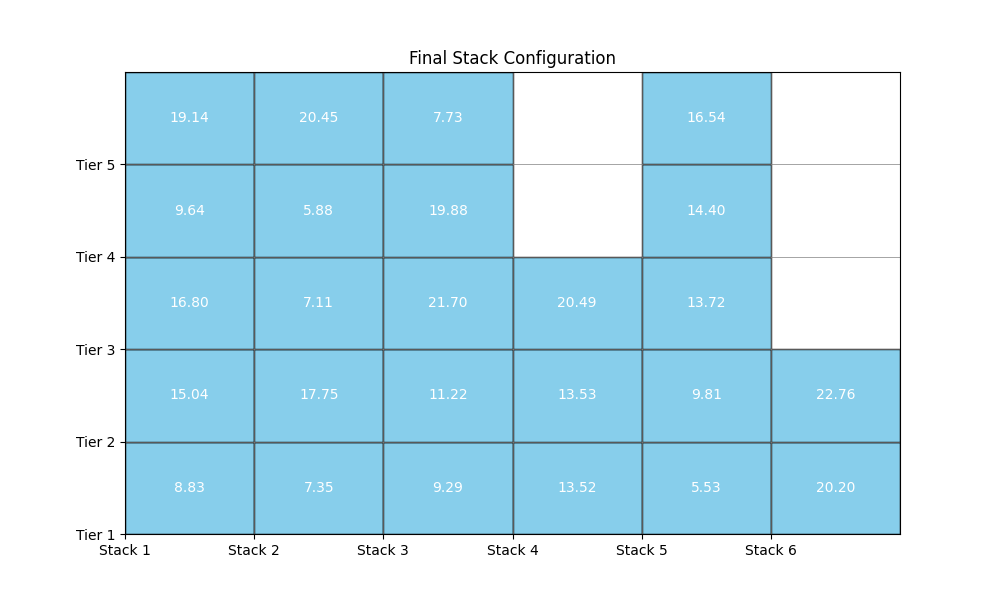 Final Stack Configuration
19.14 20.45 7.73 16.54
Tier 5
9.64 5.88 19.88 14.40
Tier 4
16.80 7.11 21.70 20.49 13.72
Tier 3
15.04 17.75 11.22 13.53 9.81 22.76
Tier 2
8.83 7.35 9.29 13.52 5.53 20.20
Tier 1
Stack 1 Stack 2 Stack 3 Stack 4 Stack 5 Stack 6